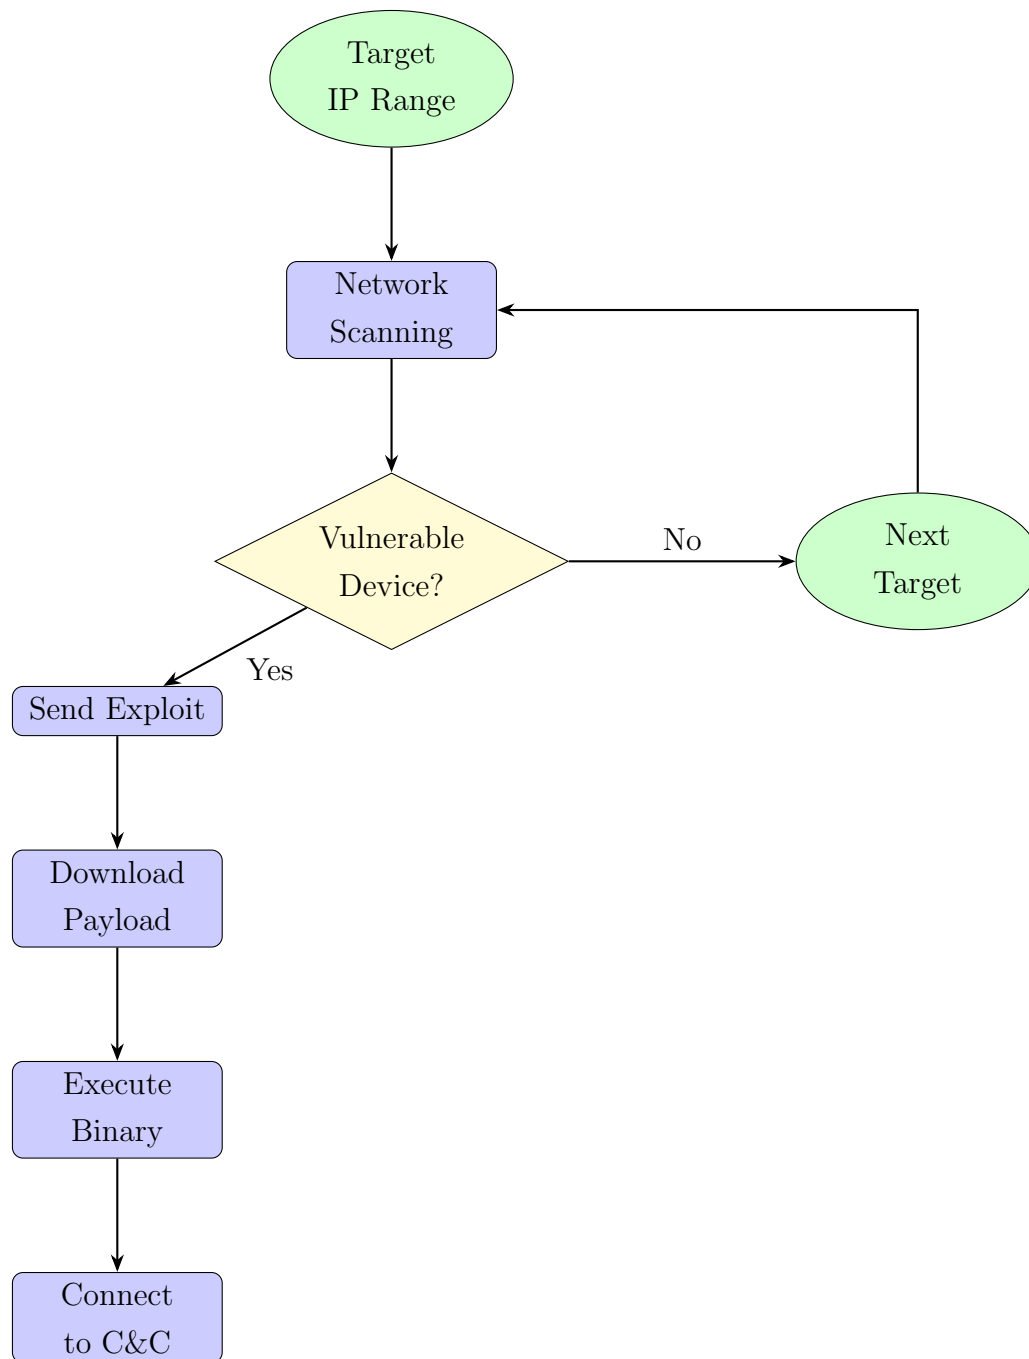 Target
IP Range
Network
Scanning
Vulnerable
Device?
No
Next
Target
Yes
Send Exploit
Download
Payload
Execute
Binary
Connect
to C&C